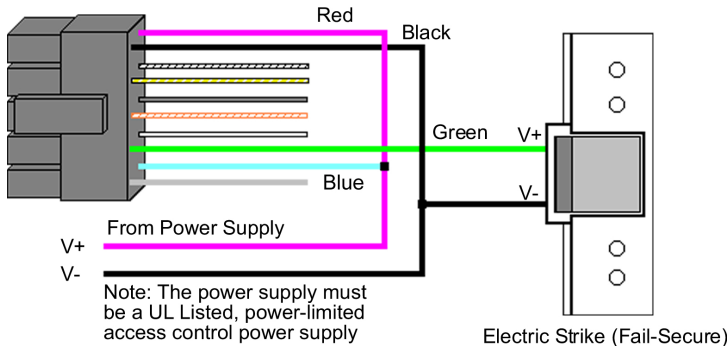 Red
Black
Green
V+
V-
Blue
From Power Supply
V+
V-
Note: The power supply must
be a UL Listed, power-limited
access control power supply
Electric Strike (Fail-Secure)